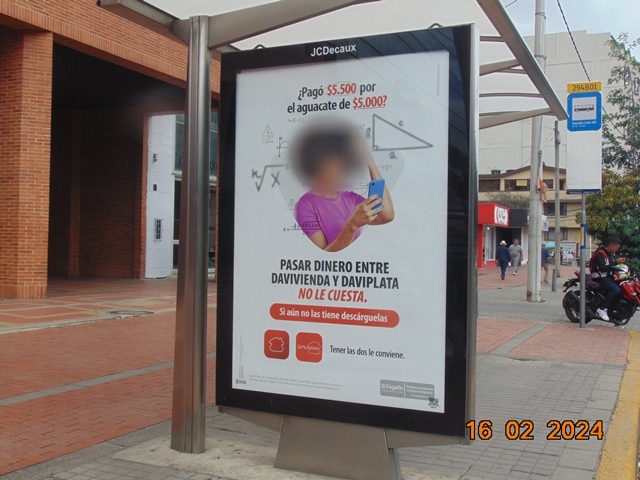 JCDecaux
¿Pagó $5.500 por
el aguacate de $5.000?
PASAR DINERO ENTRE
DAVIVIENDA Y DAVIPLATA
NO LE CUESTA.
Si aún no las tiene descárguelas
Tener las dos le conviene.
294B01
16 02 2024